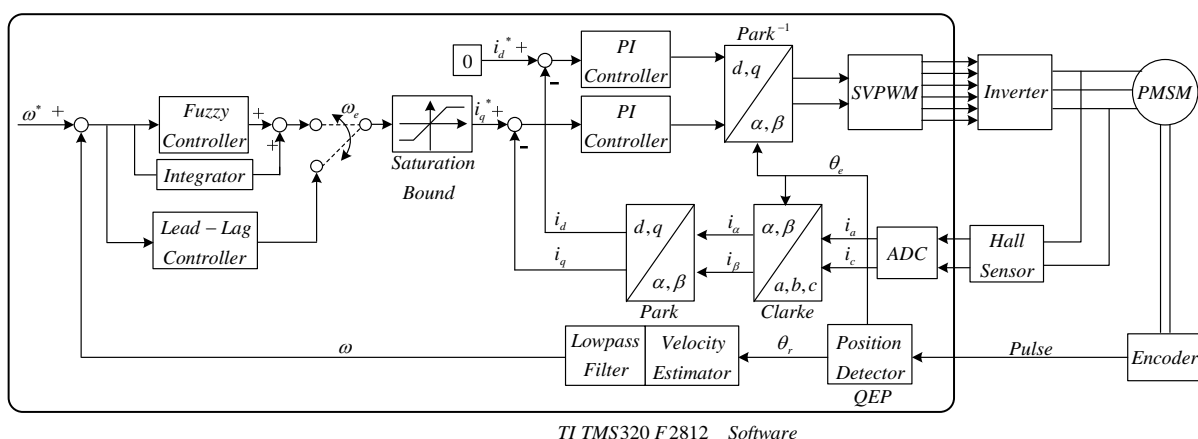 Park⁻¹
0
i_d* +
-
PI
Controller
d,q
α,β
SVPWM
Inverter
PMSM
ω* +
-
Fuzzy
Controller
+
+
ω_e
i_q* +
-
PI
Controller
Integrator
Saturation
Bound
θ_e
Lead – Lag
Controller
i_d
i_q
d,q
α,β
Park
i_α
i_β
α,β
a,b,c
Clarke
i_a
i_c
ADC
Hall
Sensor
ω
Lowpass
Filter
Velocity
Estimator
θ_r
Position
Detector
QEP
Pulse
Encoder
TI TMS320 F2812 Software